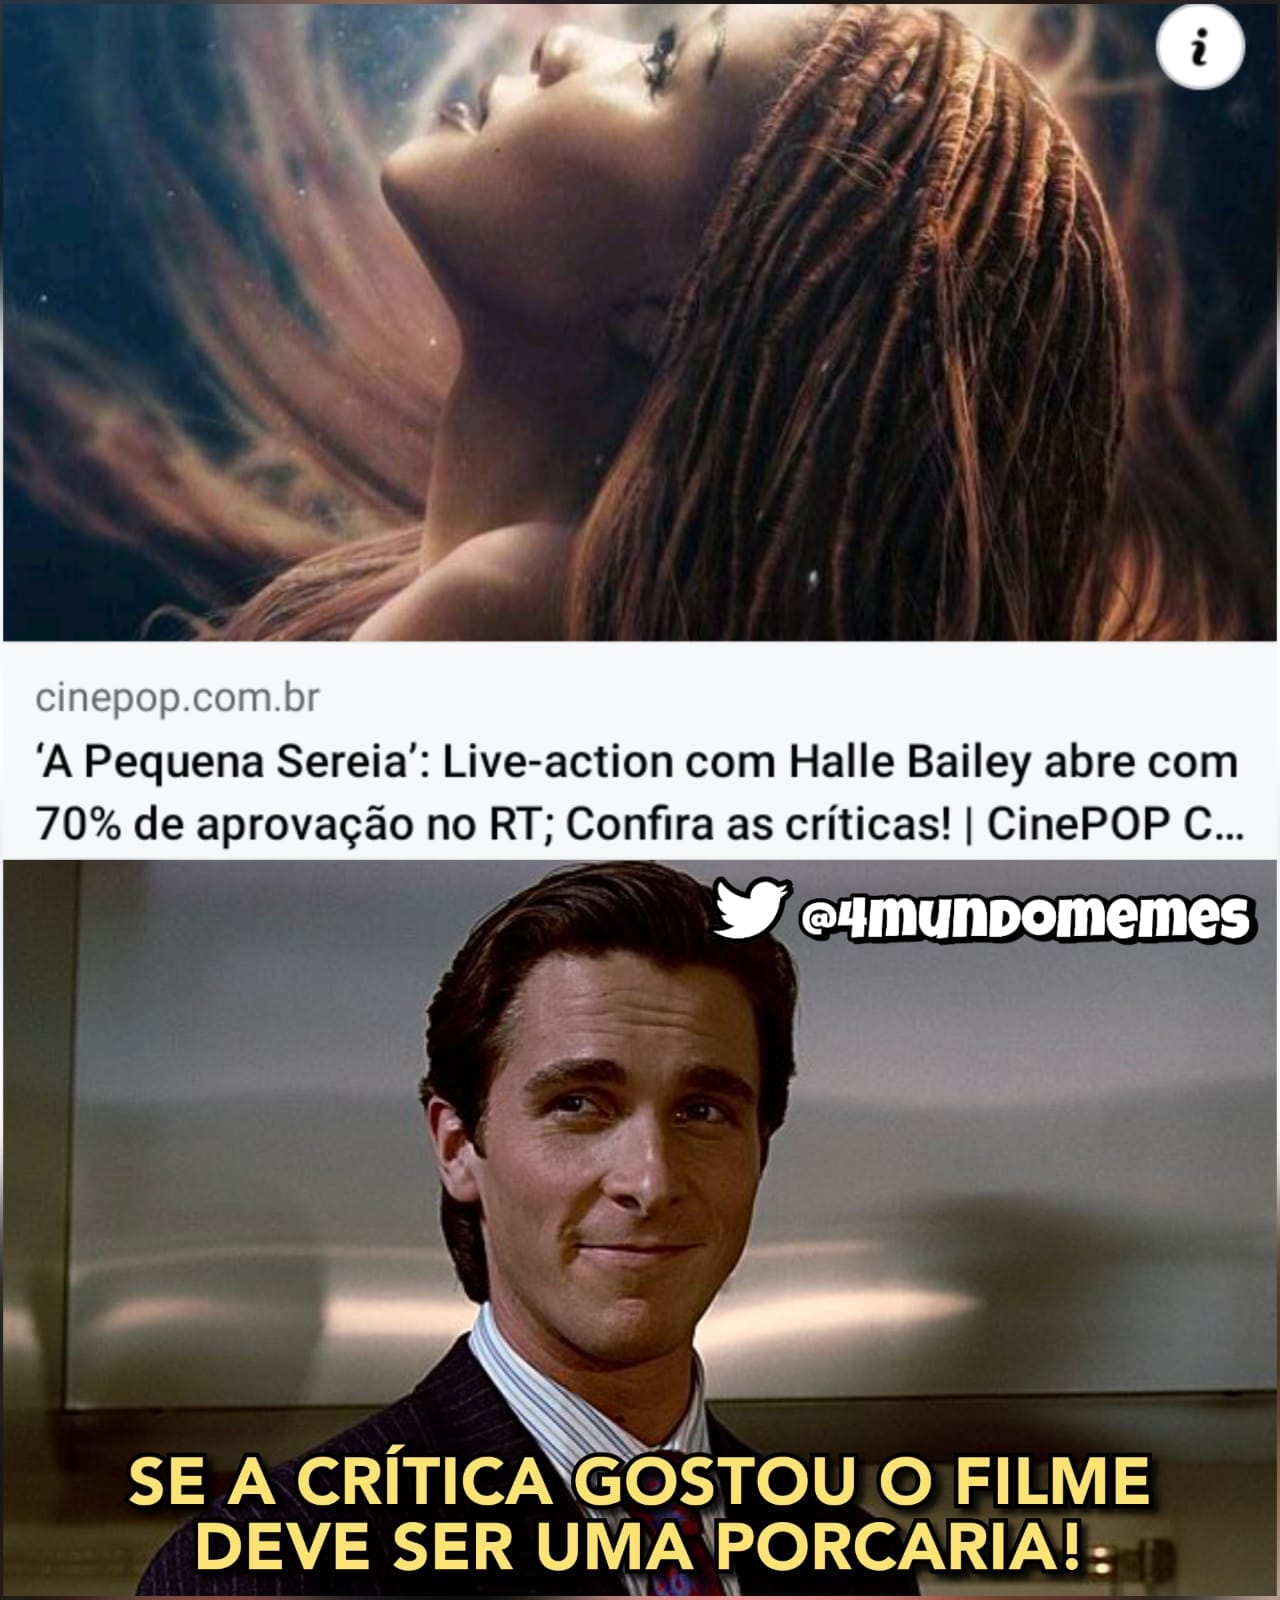 i
cinepop.com.br
‘A Pequena Sereia’: Live-action com Halle Bailey abre com
70% de aprovação no RT; Confira as críticas! | CinePOP C...
@4mundomemes
SE A CRÍTICA GOSTOU O FILME
DEVE SER UMA PORCARIA!